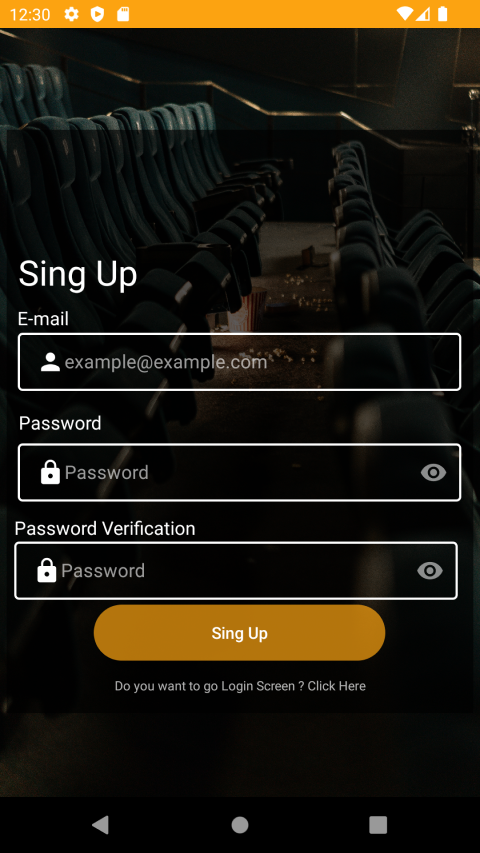 12:30
Sing Up
E-mail
example@example.com
Password
Password
Password Verification
Password
Sing Up
Do you want to go Login Screen ? Click Here